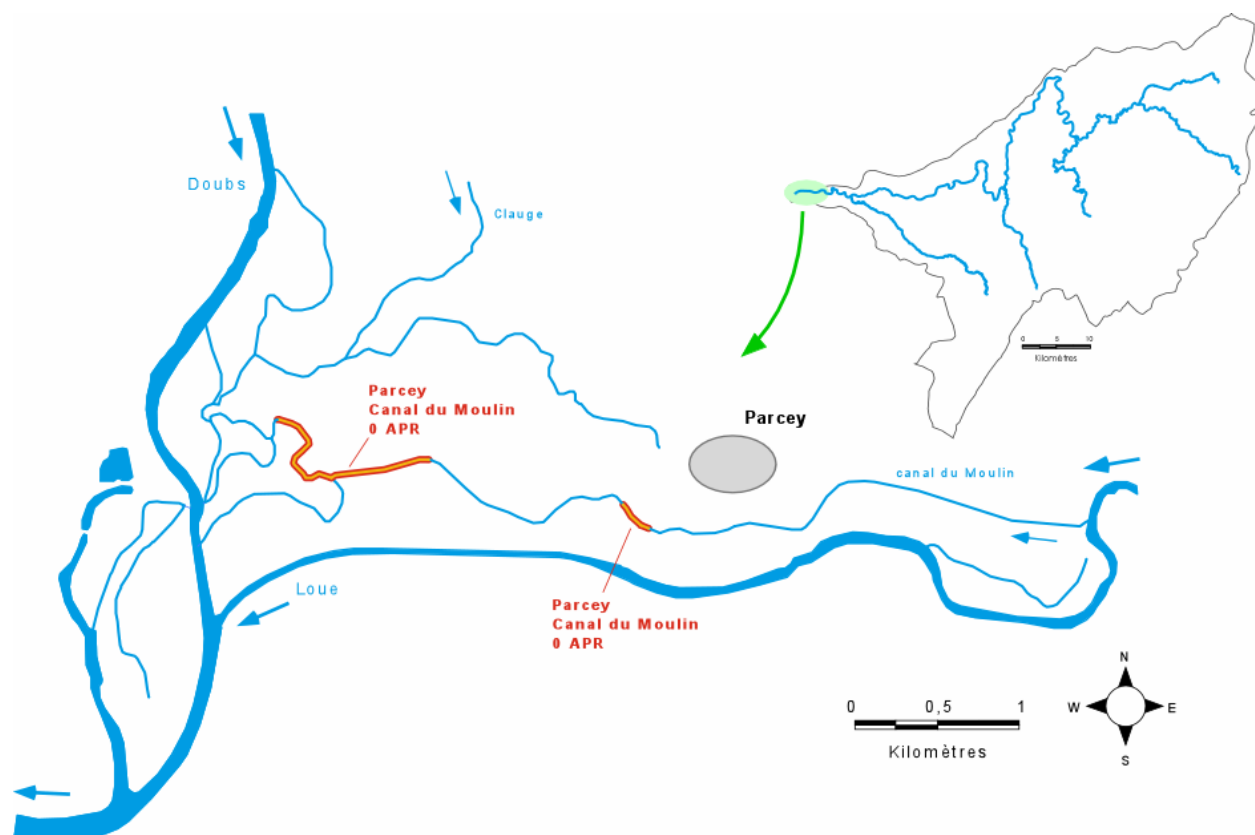 Doubs
Clauge
0 5 10
Kilomètres
Parcey
Canal du Moulin
0 APR
Parcey
canal du Moulin
Loue
Parcey
Canal du Moulin
0 APR
0 0,5 1
Kilomètres
N
W E
S